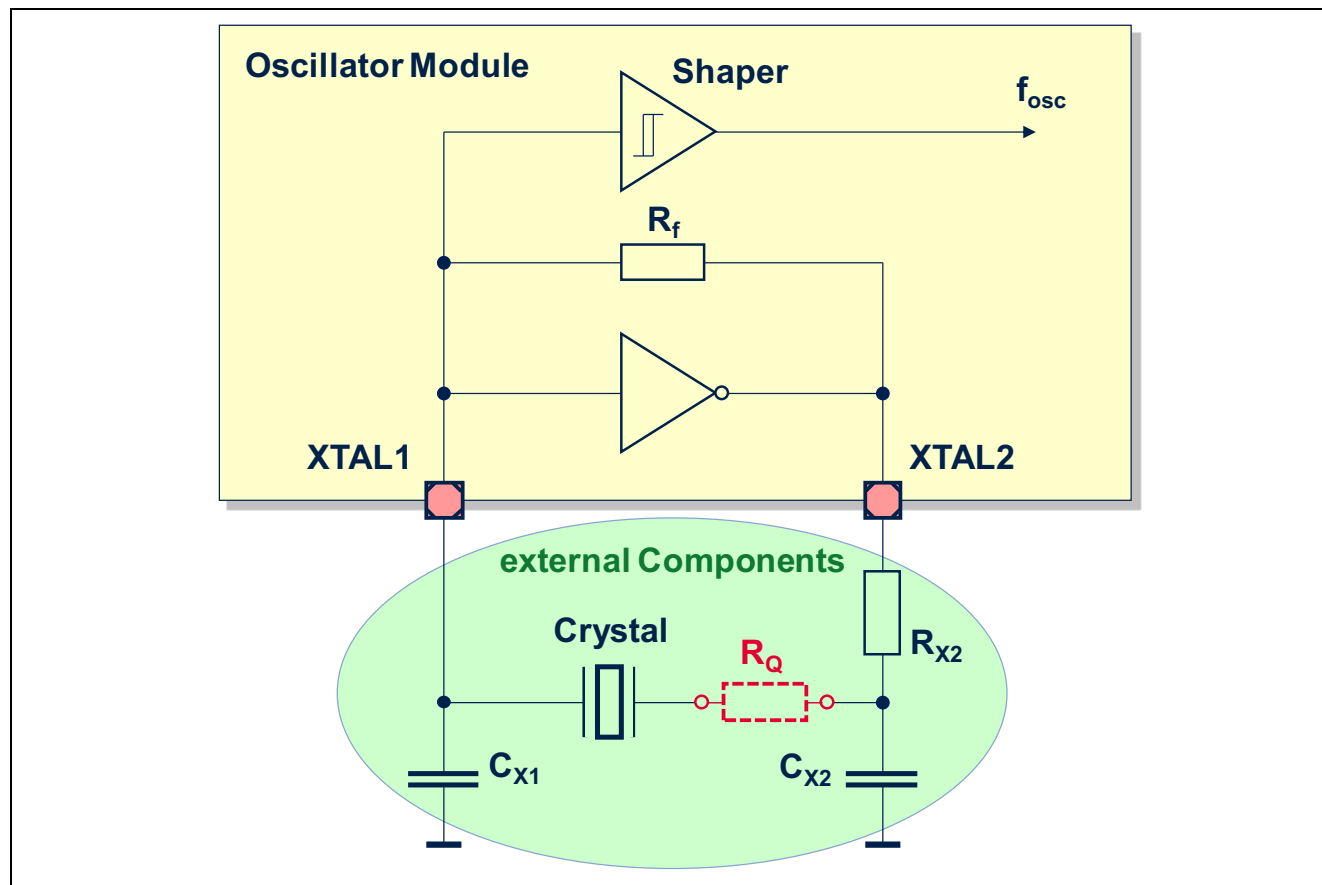 Oscillator Module
Shaper
fosc
Rf
XTAL1
XTAL2
external Components
Crystal
RQ
RX2
CX1
CX2